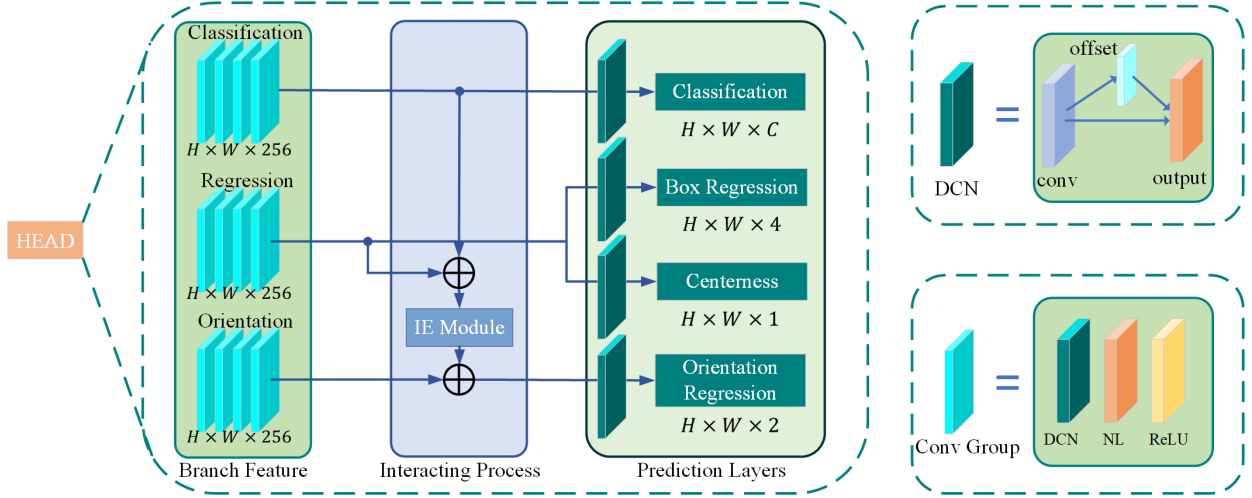 HEAD
Classification
H × W × 256
Regression
H × W × 256
Orientation
H × W × 256
Branch Feature
IE Module
Interacting Process
Classification
H × W × C
Box Regression
H × W × 4
Centerness
H × W × 1
Orientation
Regression
H × W × 2
Prediction Layers
DCN
=
offset
conv
output
Conv Group
=
DCN
NL
ReLU